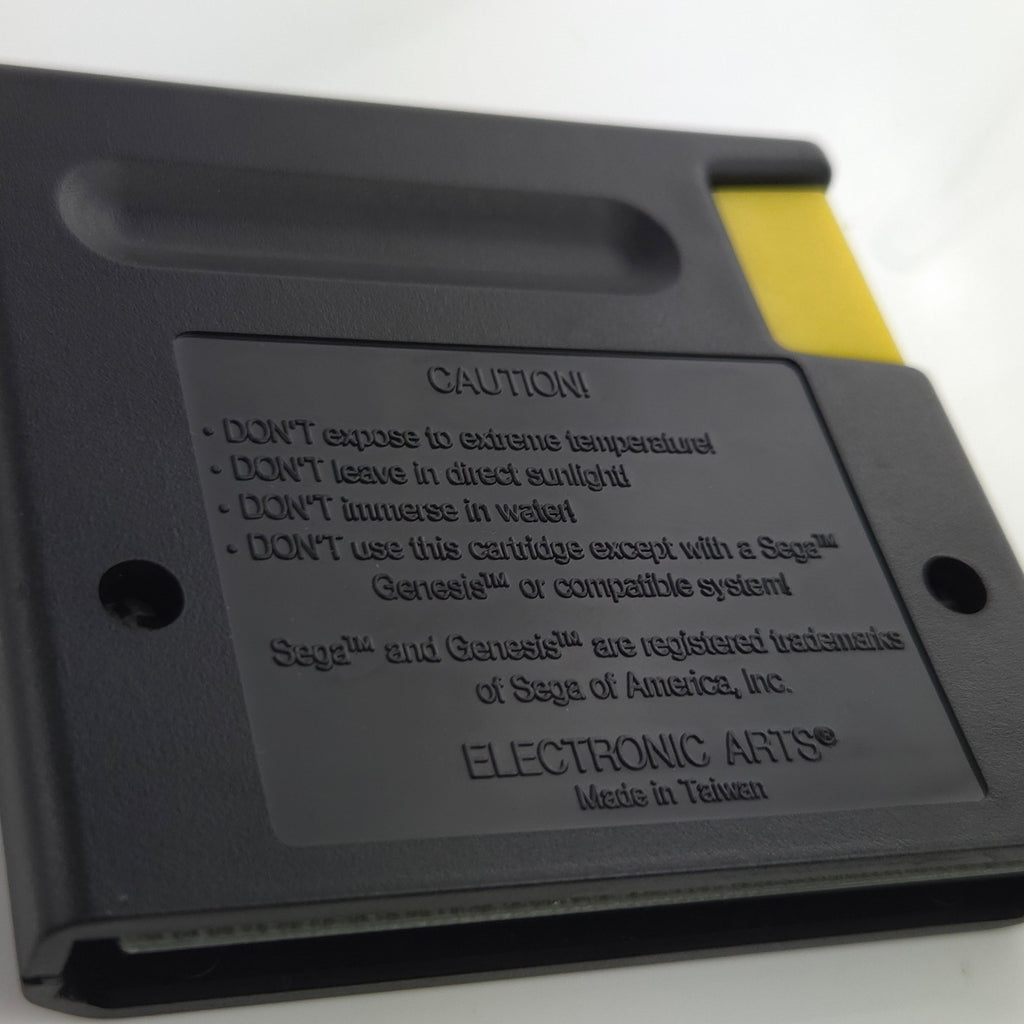 CAUTION!
• DON'T expose to extreme temperature!
• DON'T leave in direct sunlight!
• DON'T immerse in water!
• DON'T use this cartridge except with a Sega™
Genesis™ or compatible system!
Sega™ and Genesis™ are registered trademarks
of Sega of America, Inc.
ELECTRONIC ARTS®
Made in Taiwan